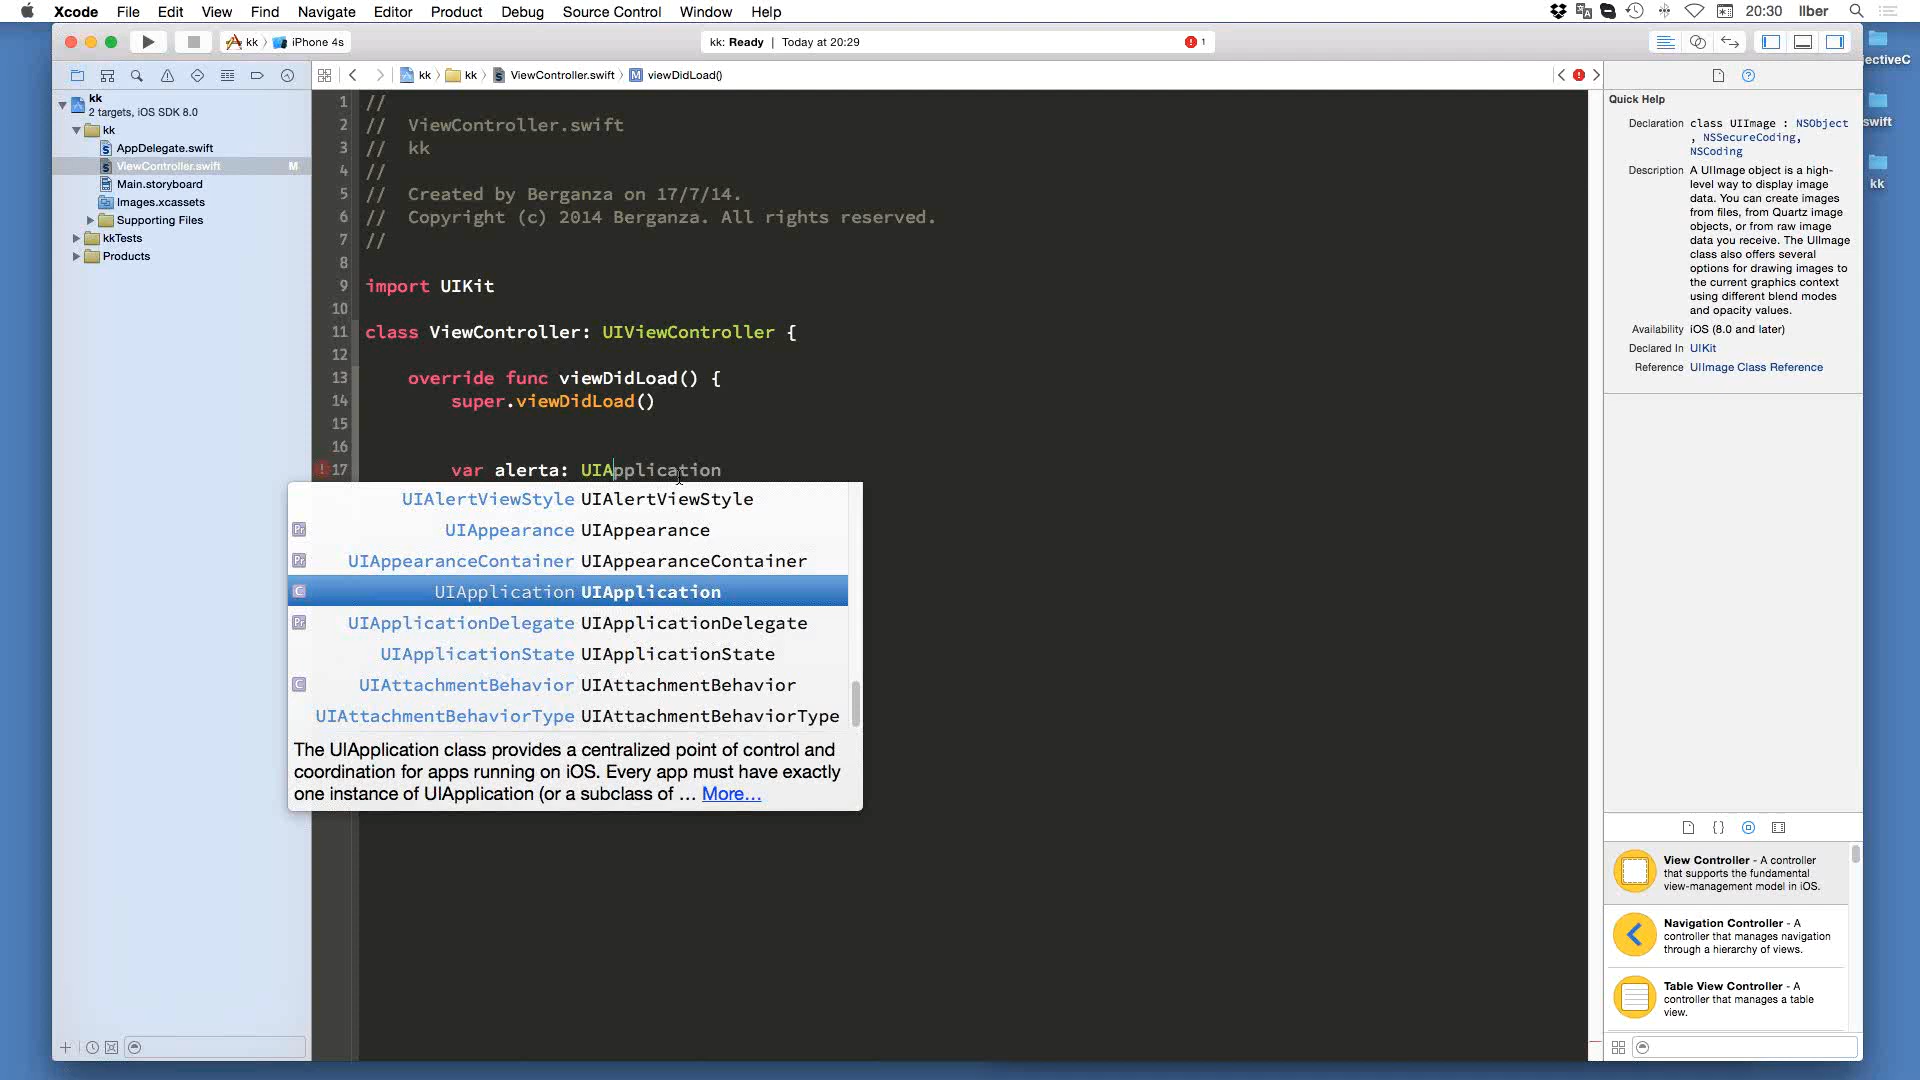 Xcode File Edit View Find Navigate Editor Product Debug Source Control Window Help 20:30 Ilber
kk iPhone 4s kk: Ready | Today at 20:29 1
kk kk ViewController.swift M viewDidLoad()
ectiveC
swift
kk
kk
2 targets, iOS SDK 8.0
kk
AppDelegate.swift
ViewController.swift M
Main.storyboard
Images.xcassets
Supporting Files
kkTests
Products
1 //
2 // ViewController.swift
3 // kk
4 //
5 // Created by Berganza on 17/7/14.
6 // Copyright (c) 2014 Berganza. All rights reserved.
7 //
8
9 import UIKit
10
11 class ViewController: UIViewController {
12
13 override func viewDidLoad() {
14 super.viewDidLoad()
15
16
17 var alerta: UIApplication
UIAlertViewStyle UIAlertViewStyle
Pr UIAppearance UIAppearance
Pr UIAppearanceContainer UIAppearanceContainer
C UIApplication UIApplication
Pr UIApplicationDelegate UIApplicationDelegate
UIApplicationState UIApplicationState
C UIAttachmentBehavior UIAttachmentBehavior
UIAttachmentBehaviorType UIAttachmentBehaviorType
The UIApplication class provides a centralized point of control and
coordination for apps running on iOS. Every app must have exactly
one instance of UIApplication (or a subclass of ... More...
Quick Help
Declaration class UIImage : NSObject
, NSSecureCoding,
NSCoding
Description A UIImage object is a high-
level way to display image
data. You can create images
from files, from Quartz image
objects, or from raw image
data you receive. The UIImage
class also offers several
options for drawing images to
the current graphics context
using different blend modes
and opacity values.
Availability iOS (8.0 and later)
Declared In UIKit
Reference UIImage Class Reference
View Controller - A controller
that supports the fundamental
view-management model in iOS.
Navigation Controller - A
controller that manages navigation
through a hierarchy of views.
Table View Controller - A
controller that manages a table
view.